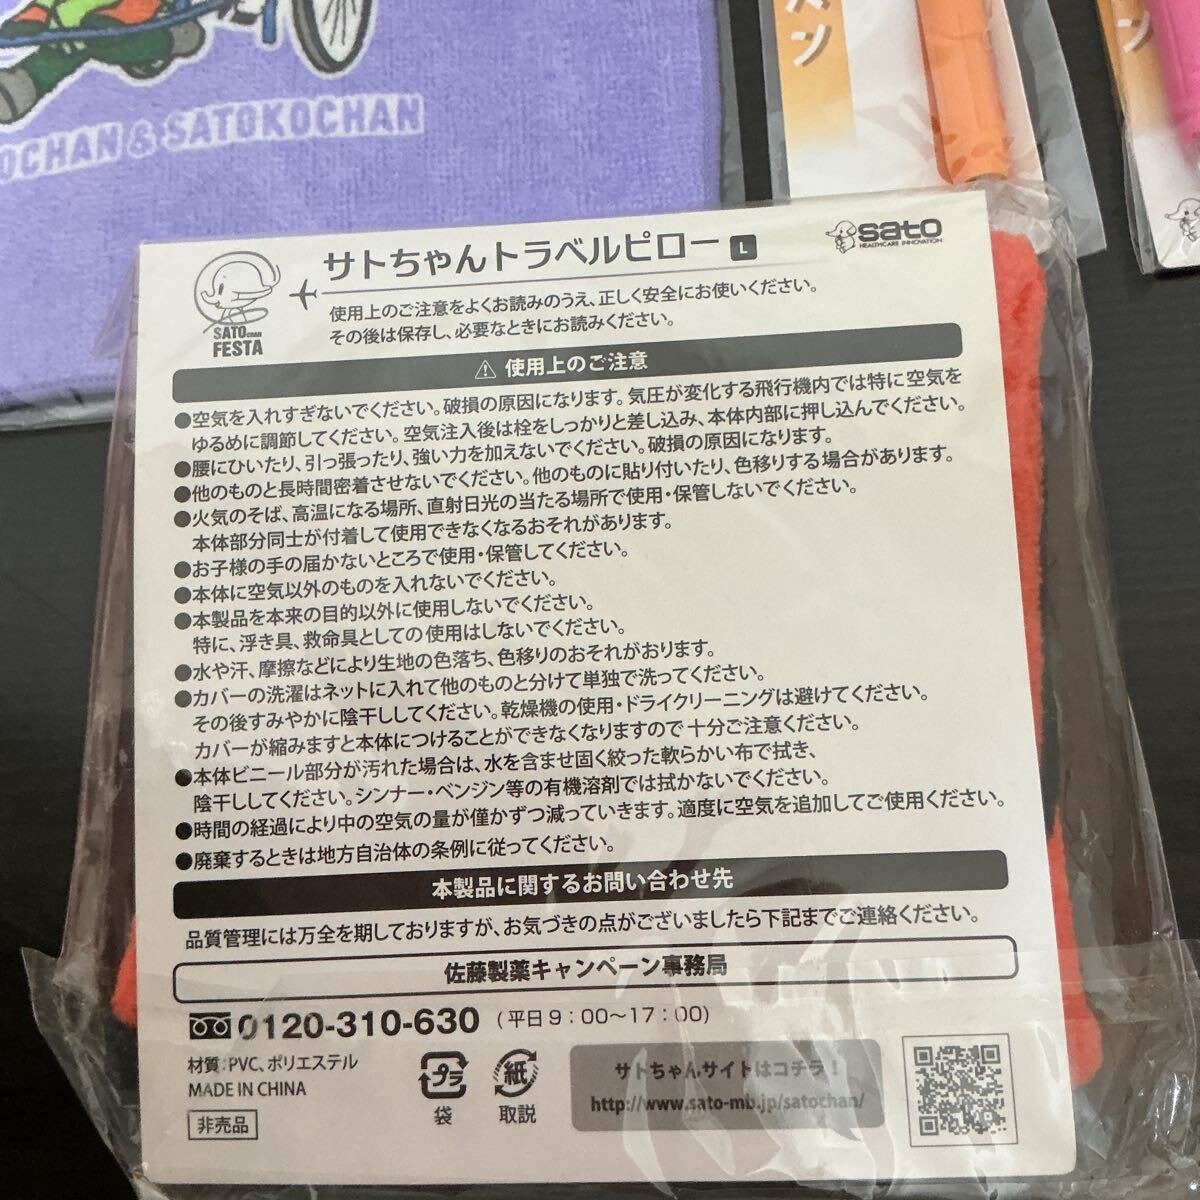 OCHAN & SATOKOCHAN
メン
ン
サトちゃんトラベルピロー L
sato
HEALTHCARE INNOVATION
SATOCHAN
FESTA
使用上のご注意をよくお読みのうえ、正しく安全にお使いください。
その後は保存し、必要なときにお読みください。
⚠ 使用上のご注意
●空気を入れすぎないでください。破損の原因になります。気圧が変化する飛行機内では特に空気を
ゆるめに調節してください。空気注入後は栓をしっかりと差し込み、本体内部に押し込んでください。
●腰にひいたり、引っ張ったり、強い力を加えないでください。破損の原因になります。
●他のものと長時間密着させないでください。他のものに貼り付いたり、色移りする場合があります。
●火気のそば、高温になる場所、直射日光の当たる場所で使用・保管しないでください。
本体部分同士が付着して使用できなくなるおそれがあります。
●お子様の手の届かないところで使用・保管してください。
●本体に空気以外のものを入れないでください。
●本製品を本来の目的以外に使用しないでください。
特に、浮き具、救命具としての使用はしないでください。
●水や汗、摩擦などにより生地の色落ち、色移りのおそれがおります。
●カバーの洗濯はネットに入れて他のものと分けて単独で洗ってください。
その後すみやかに陰干ししてください。乾燥機の使用・ドライクリーニングは避けてください。
カバーが縮みますと本体につけることができなくなりますので十分ご注意ください。
●本体ビニール部分が汚れた場合は、水を含ませ固く絞った軟らかい布で拭き、
陰干ししてください。シンナー・ベンジン等の有機溶剤では拭かないでください。
●時間の経過により中の空気の量が僅かずつ減っていきます。適度に空気を追加してご使用ください。
●廃棄するときは地方自治体の条例に従ってください。
本製品に関するお問い合わせ先
品質管理には万全を期しておりますが、お気づきの点がございましたら下記までご連絡ください。
佐藤製薬キャンペーン事務局
0120-310-630 (平日9:00〜17:00)
材質:PVC、ポリエステル
MADE IN CHINA
非売品
プラ
袋
紙
取説
サトちゃんサイトはコチラ!
http://www.sato-mb.jp/satochan/